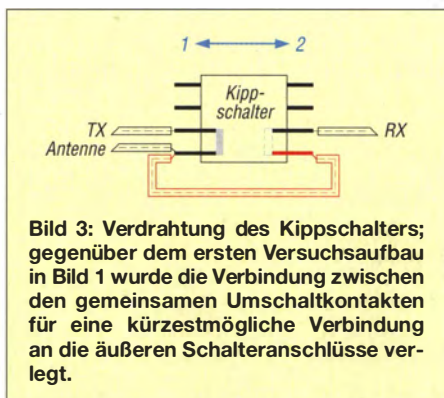 1 2
Kipp-
schalter
TX RX
Antenne
Bild 3: Verdrahtung des Kippschalters;
gegenüber dem ersten Versuchsaufbau
in Bild 1 wurde die Verbindung zwischen
den gemeinsamen Umschaltkontakten
für eine kürzestmögliche Verbindung
an die äußeren Schalteranschlüsse ver-
legt.